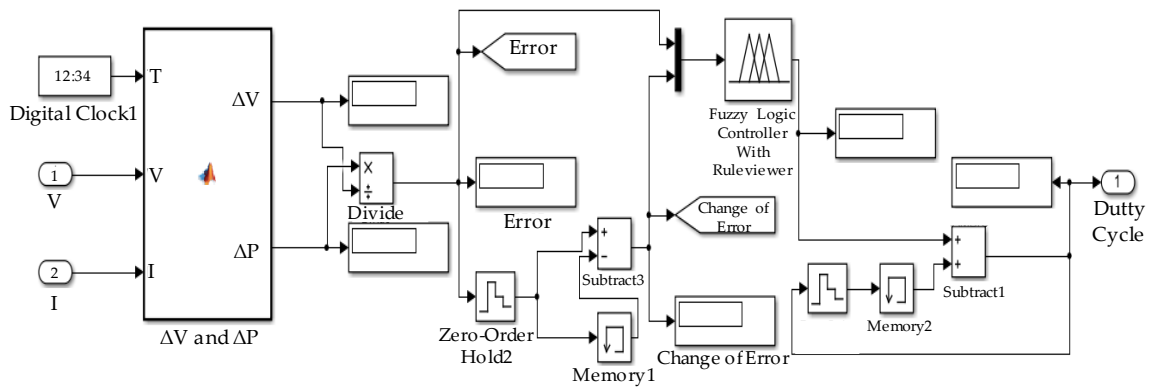 12:34
Digital Clock1
1
V
2
I
T
V
I
ΔV
ΔP
ΔV and ΔP
×
÷
Divide
Error
Error
Zero-Order
Hold2
Memory1
+
−
Subtract3
Change of
Error
Change of Error
Fuzzy Logic
Controller
With
Ruleviewer
Memory2
+
+
Subtract1
1
Dutty
Cycle